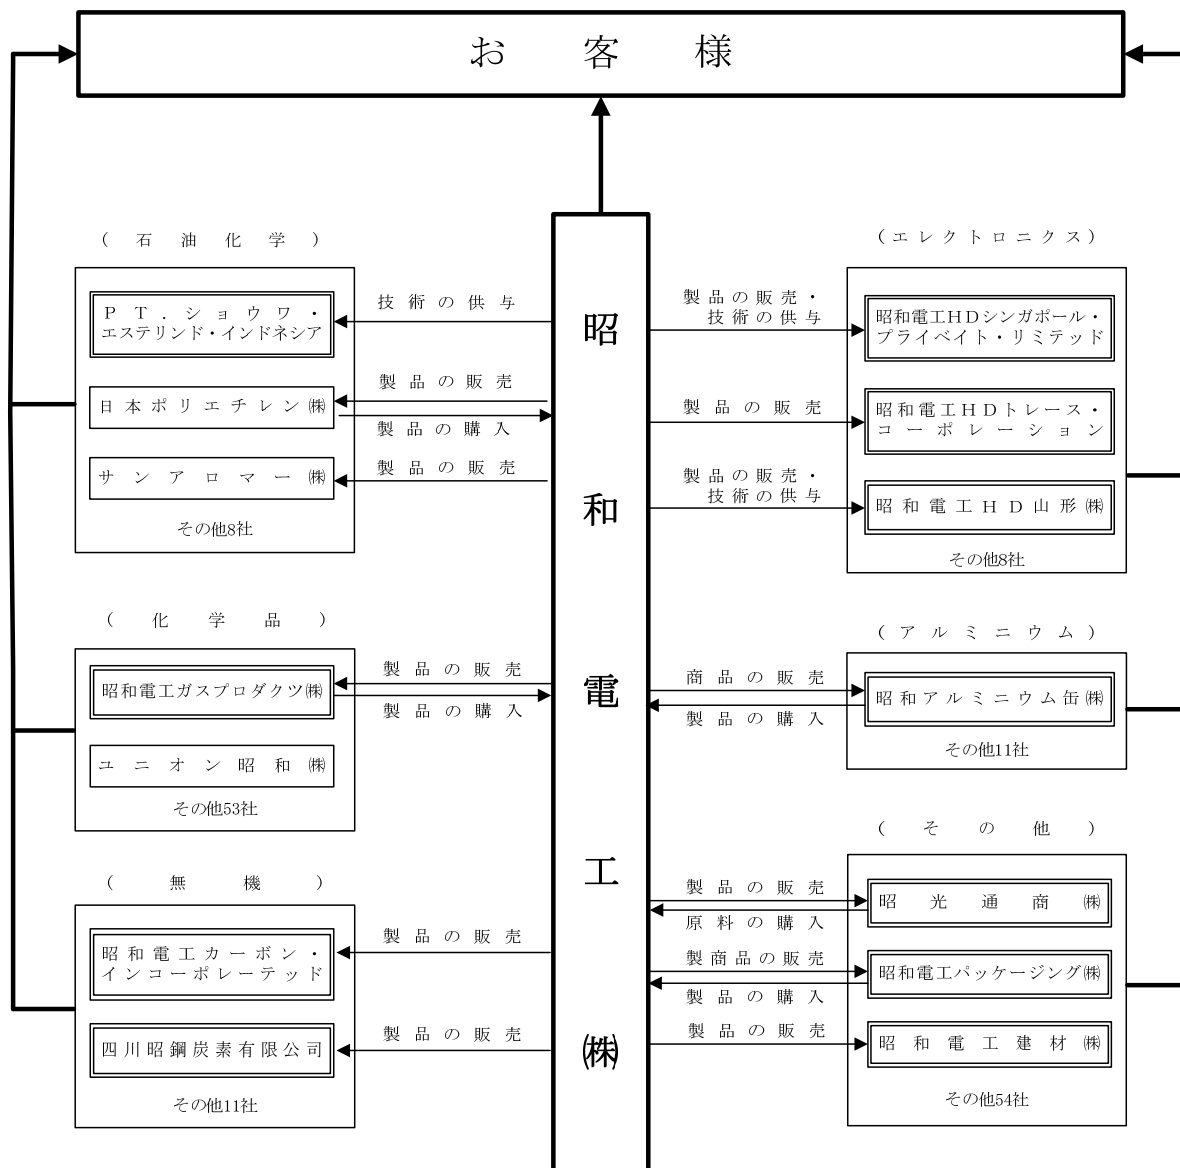 お客様
(石油化学)
PT.ショウワ・
エステリンド・インドネシア
日本ポリエチレン㈱
サンアロマー㈱
その他8社
技術の供与
製品の販売
製品の購入
製品の販売
(化学品)
昭和電工ガスプロダクツ㈱
ユニオン昭和㈱
その他53社
製品の販売
製品の購入
(無機)
昭和電工カーボン・
インコーポレーテッド
四川昭鋼炭素有限公司
その他11社
製品の販売
製品の販売
昭和電工㈱
(エレクトロニクス)
製品の販売・
技術の供与
昭和電工HDシンガポール・
プライベイト・リミテッド
製品の販売
昭和電工HDトレース・
コーポレーション
製品の販売・
技術の供与
昭和電工HD山形㈱
その他8社
(アルミニウム)
商品の販売
製品の購入
昭和アルミニウム缶㈱
その他11社
(その他)
製品の販売
原料の購入
昭光通商㈱
製商品の販売
製品の購入
昭和電工パッケージング㈱
製品の販売
昭和電工建材㈱
その他54社